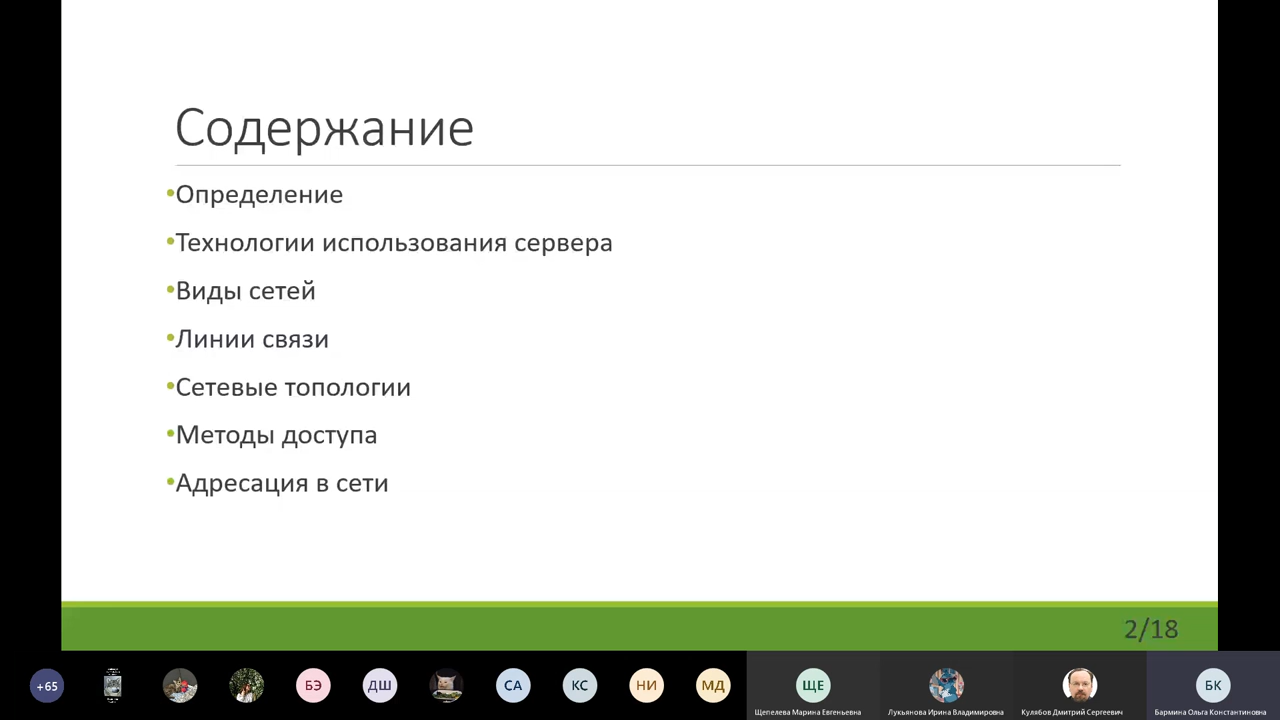 Содержание
•Определение
•Технологии использования сервера
•Виды сетей
•Линии связи
•Сетевые топологии
•Методы доступа
•Адресация в сети
2/18
+65
БЭ
ДШ
СА
КС
НИ
МД
ЩЕ
БК
Щепелева Марина Евгеньевна
Лукьянова Ирина Владимировна
Кулябов Дмитрий Сергеевич
Бармина Ольга Константиновна